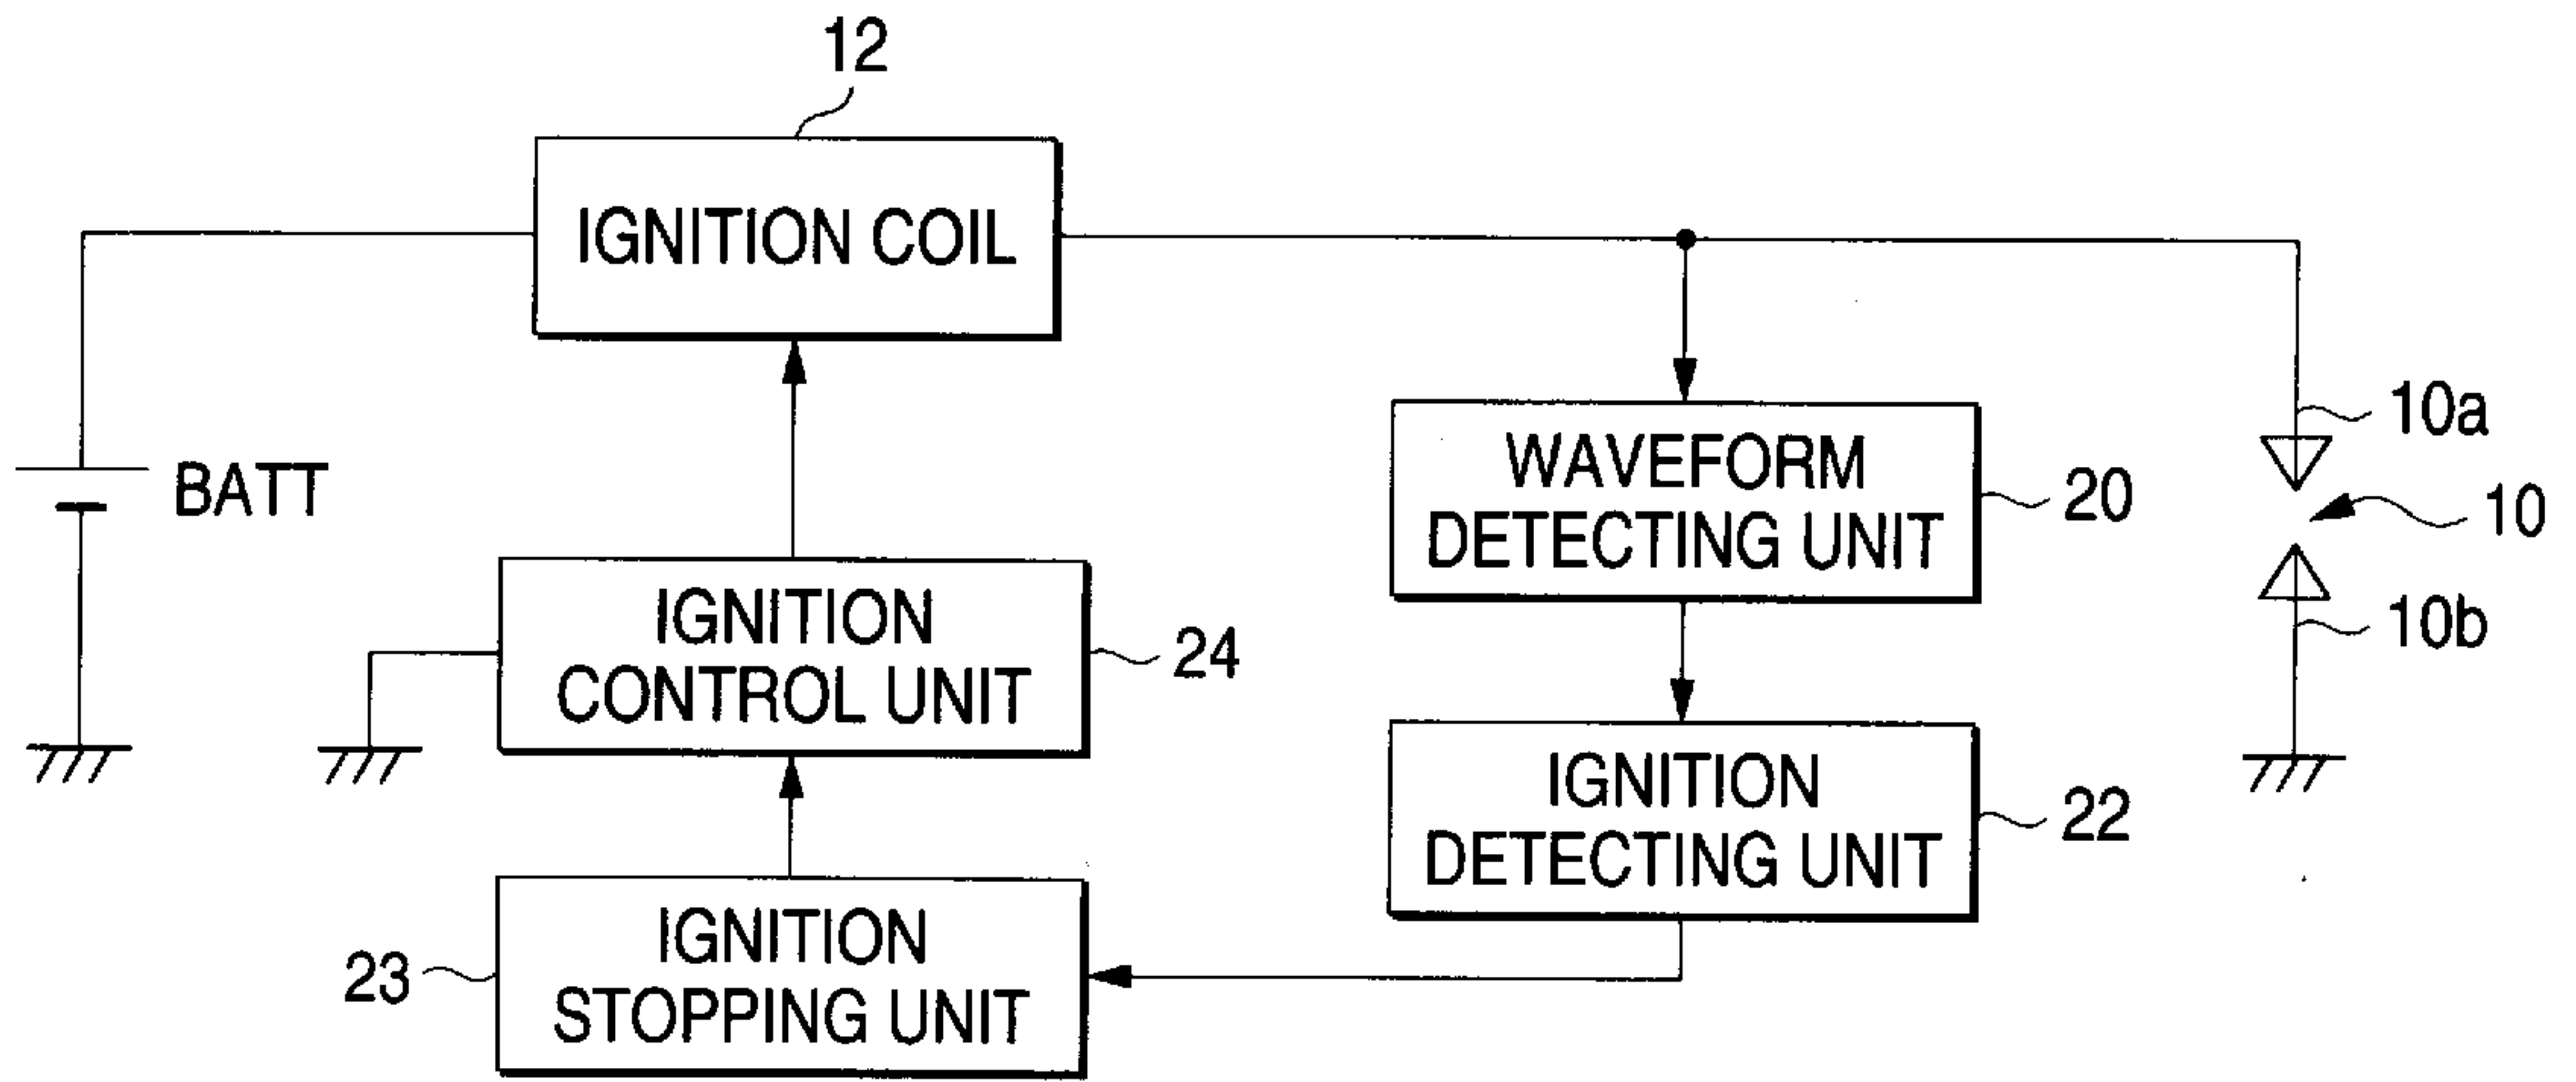 12
IGNITION COIL
BATT
10a
WAVEFORM
DETECTING UNIT
20
10
10b
IGNITION
CONTROL UNIT
24
IGNITION
DETECTING UNIT
22
IGNITION
STOPPING UNIT
23